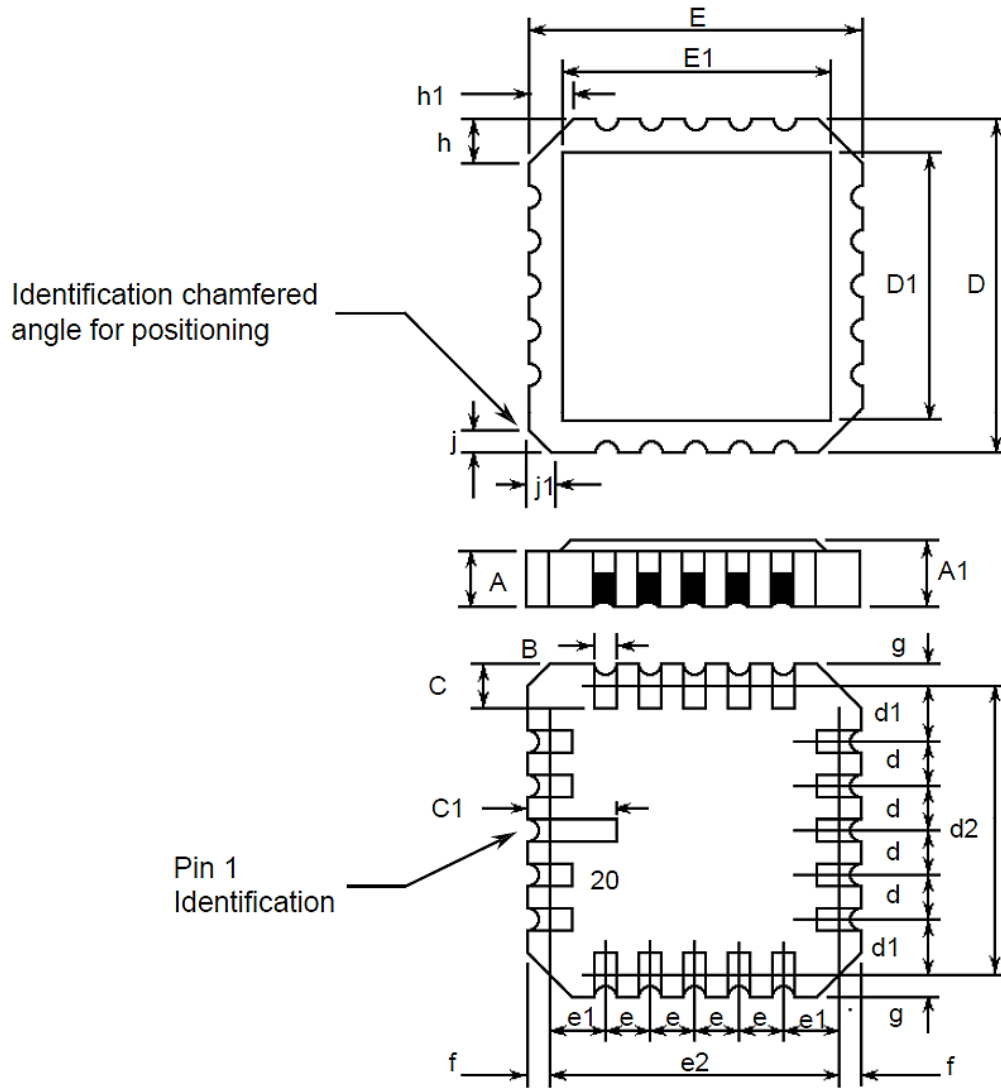 E
E1
h1
h
Identification chamfered
angle for positioning
D1
D
j
j1
A
A1
B
g
C
d1
d
C1
d
d2
Pin 1
Identification
20
d
d
d1
e1
e
e
e
e
e1
g
f
e2
f